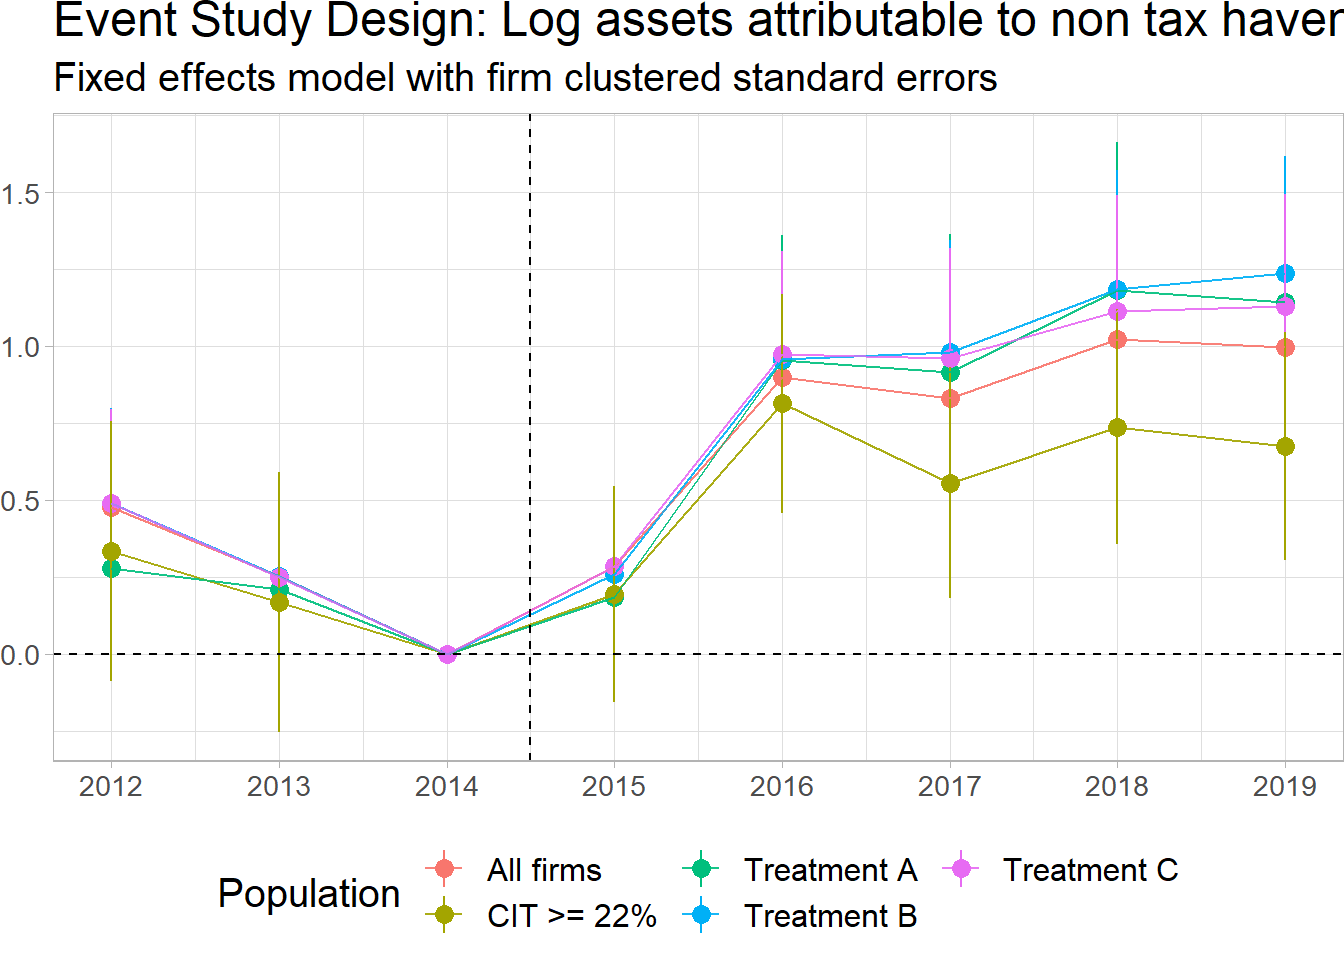 Event Study Design: Log assets attributable to non tax haven
Fixed effects model with firm clustered standard errors
1.5
1.0
0.5
0.0
2012 2013 2014 2015 2016 2017 2018 2019
Population
All firms Treatment A Treatment C
CIT >= 22% Treatment B